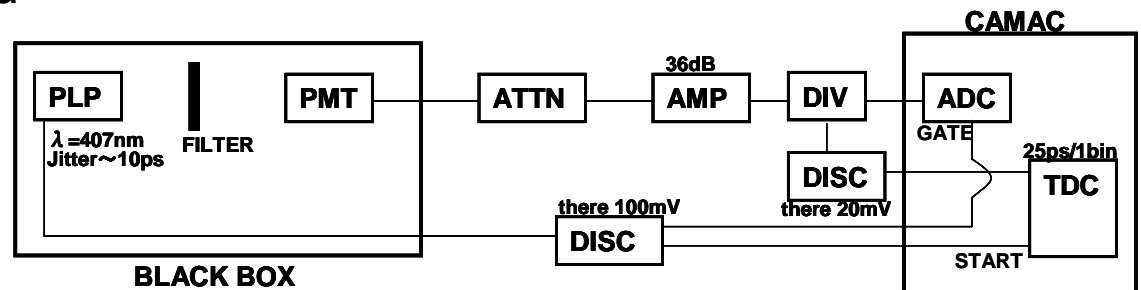 CAMAC
36dB
PLP
PMT
ATTN
AMP
DIV
ADC
λ=407nm
Jitter~10ps
FILTER
GATE
25ps/1bin
DISC
TDC
there 20mV
there 100mV
DISC
START
BLACK BOX